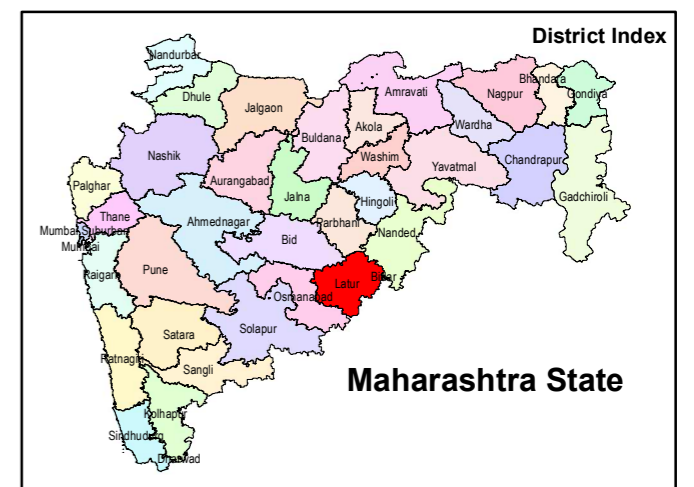 District Index
Nandurbar
Dhule
Jalgaon
Amravati
Nagpur
Bhandara
Gondiya
Buldana
Akola
Wardha
Nashik
Washim
Yavatmal
Chandrapur
Aurangabad
Palghar
Jalna
Hingoli
Gadchiroli
Thane
Ahmednagar
Parbhani
Mumbai Suburban
Mumbai
Bid
Nanded
Raigarh
Pune
Latur
Bidar
Osmanabad
Solapur
Satara
Ratnagiri
Sangli
Maharashtra State
Kolhapur
Sindhudurg
Dharwad